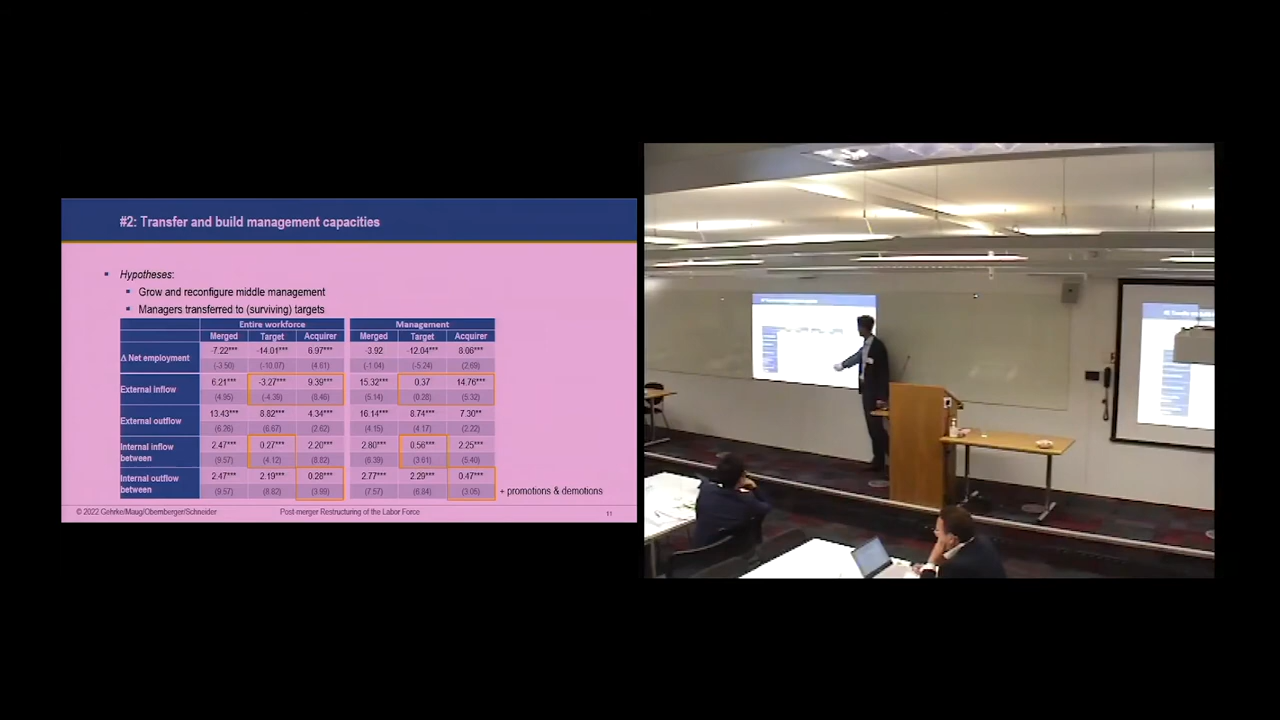 #2: Transfer and build management capacities
Hypotheses:
Grow and reconfigure middle management
Managers transferred to (surviving) targets
Entire workforce Management
Merged Target Acquirer Merged Target Acquirer
Δ Net employment -7.22*** -14.01*** 6.97*** -3.92 -12.04*** 8.06***
(-3.50) (-10.07) (4.61) (-1.04) (-5.24) (2.69)
External inflow 6.21*** -3.27*** 9.39*** 15.32*** 0.37 14.76***
(4.95) (-4.39) (8.46) (5.14) (0.28) (5.32)
External outflow 13.43*** 8.82*** 4.34*** 16.14*** 8.74*** 7.30**
(6.26) (6.67) (2.62) (4.15) (4.17) (2.22)
Internal inflow between 2.47*** 0.27*** 2.20*** 2.80*** 0.56*** 2.25***
(9.57) (4.12) (8.82) (6.39) (3.61) (5.40)
Internal outflow between 2.47*** 2.19*** 0.28*** 2.77*** 2.29*** 0.47***
(9.57) (8.82) (3.99) (7.57) (6.84) (3.05)
+ promotions & demotions
© 2022 Gehrke/Maug/Obernberger/Schneider Post-merger Restructuring of the Labor Force 11